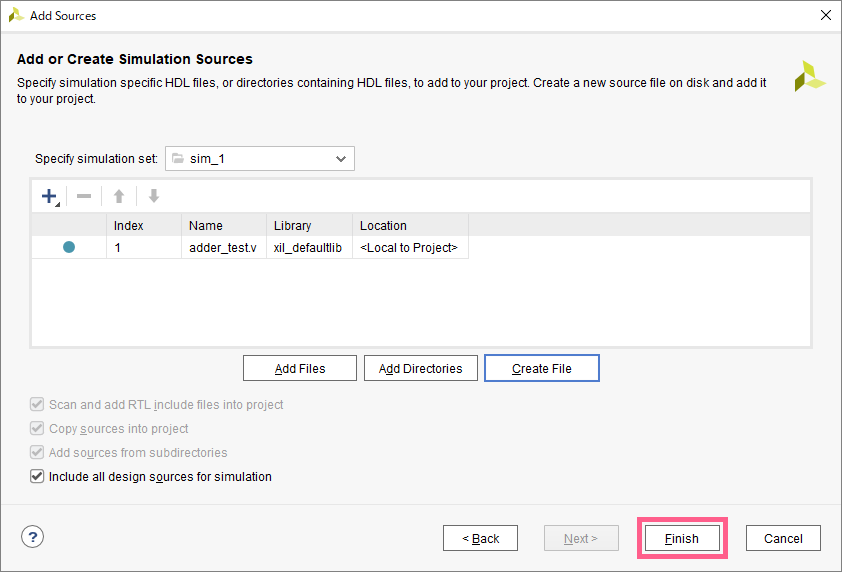 Add Sources
Add or Create Simulation Sources
Specify simulation specific HDL files, or directories containing HDL files, to add to your project. Create a new source file on disk and add it
to your project.
Specify simulation set: sim_1
Index Name Library Location
1 adder_test.v xil_defaultlib <Local to Project>
Add Files Add Directories Create File
Scan and add RTL include files into project
Copy sources into project
Add sources from subdirectories
Include all design sources for simulation
? < Back Next > Finish Cancel